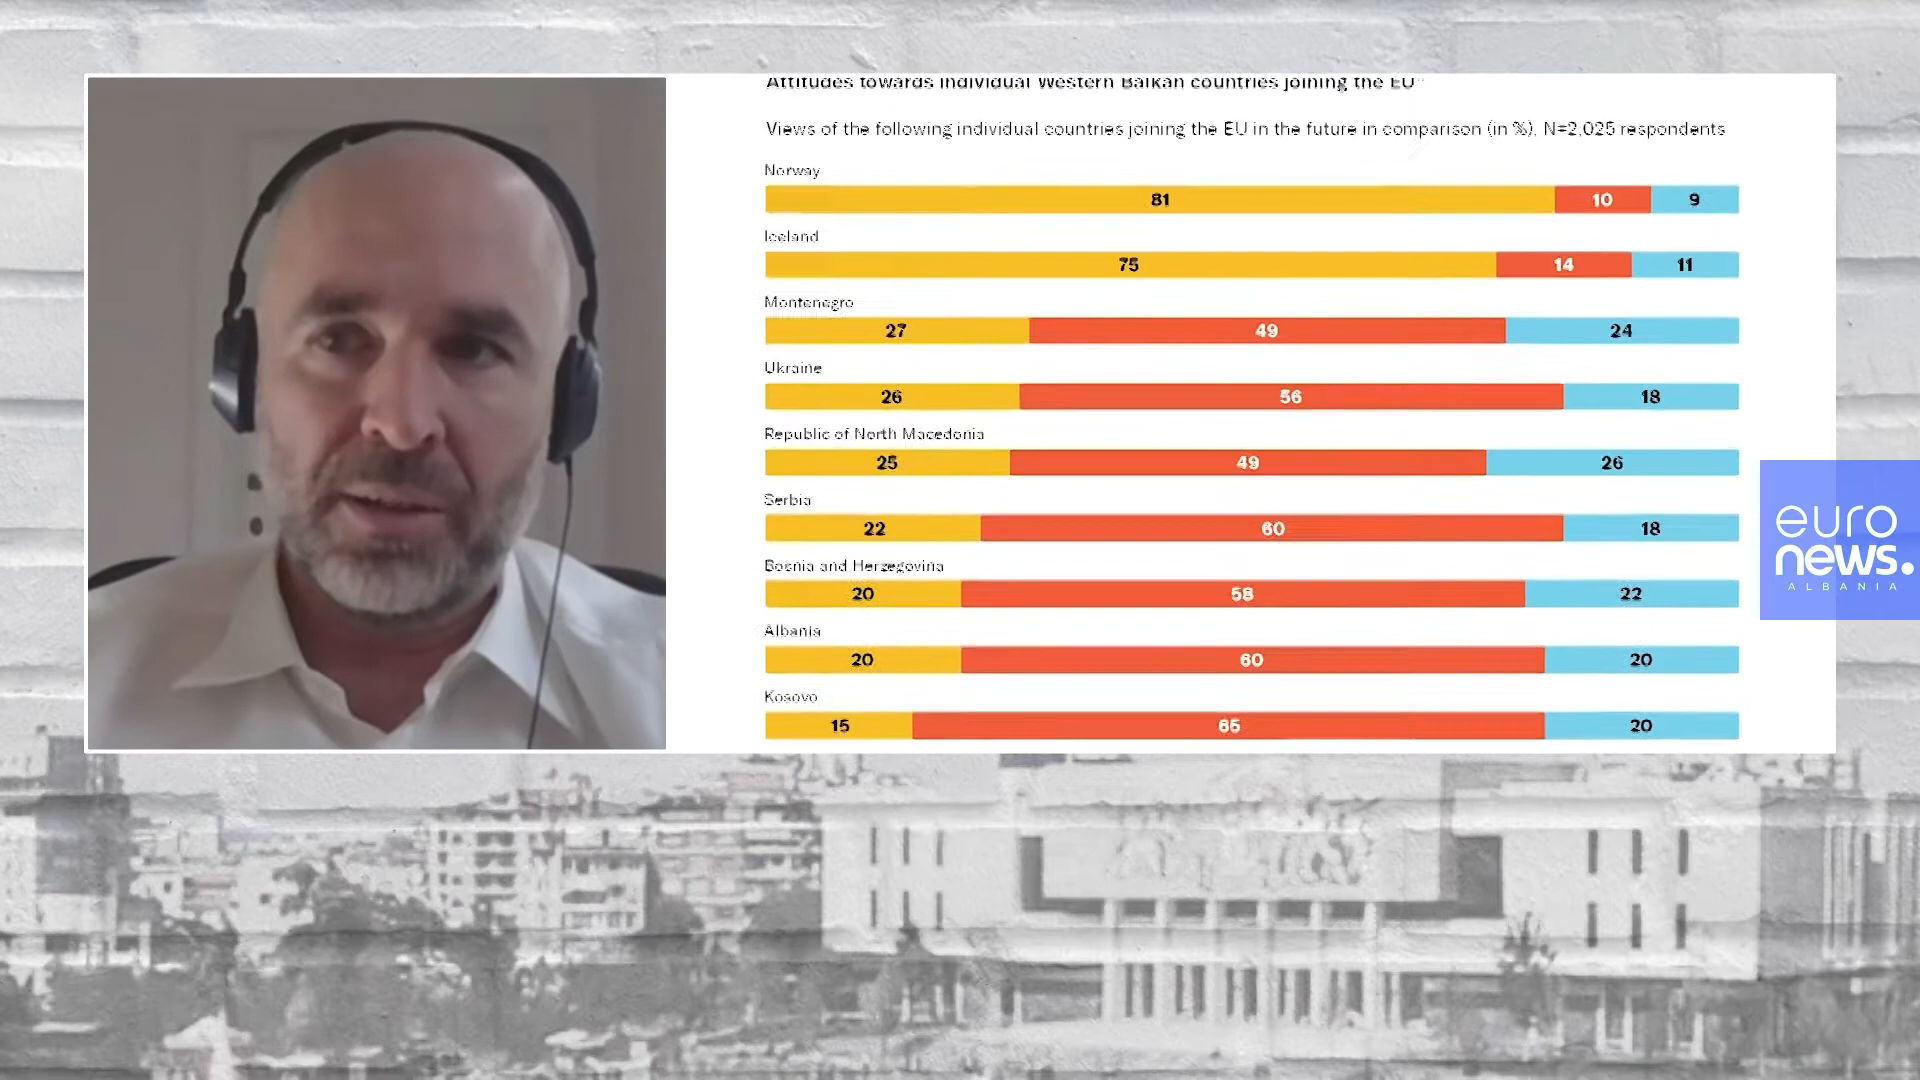 Attitudes towards individual Western Balkan countries joining the EU
Views of the following individual countries joining the EU in the future in comparison (in %), N=2,025 respondents
Norway
81 10 9
Iceland
75 14 11
Montenegro
27 49 24
Ukraine
26 56 18
Republic of North Macedonia
25 49 26
Serbia
22 60 18
Bosnia and Herzegovina
20 58 22
Albania
20 60 20
Kosovo
15 65 20
euro
news.
ALBANIA